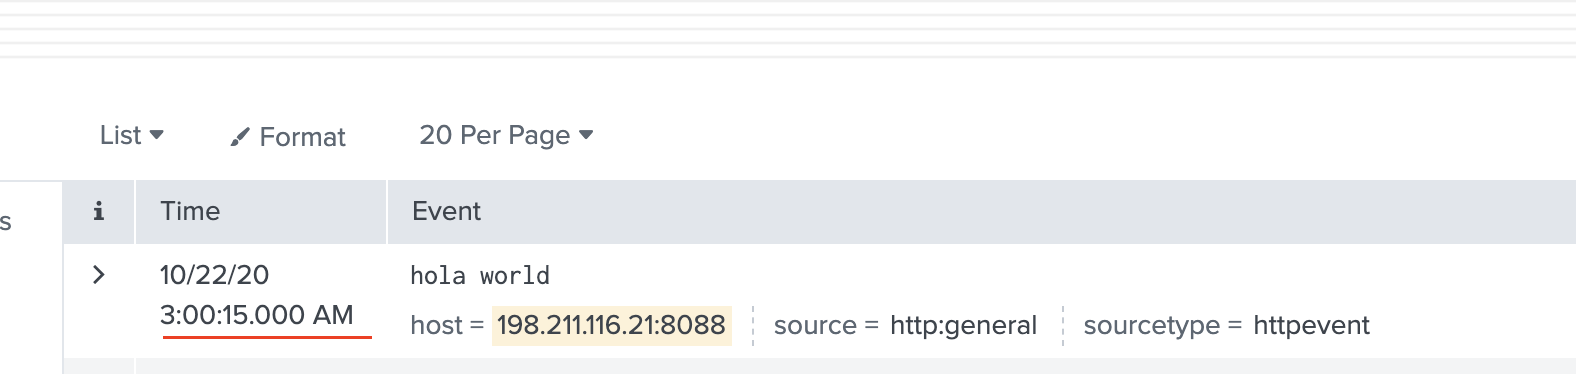 List Format 20 Per Page
s
i Time Event
10/22/20 hola world
3:00:15.000 AM host = 198.211.116.21:8088 source = http:general sourcetype = httpevent